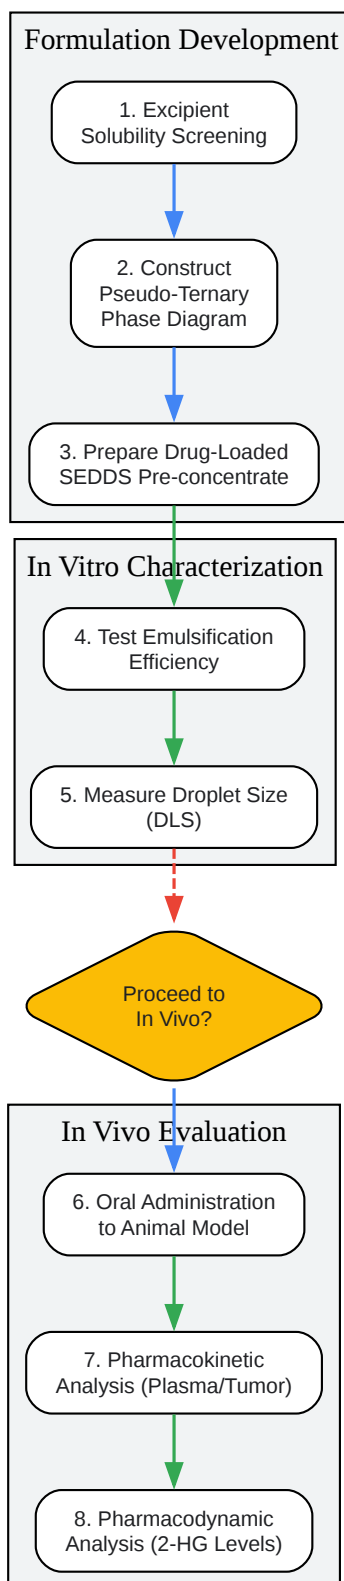 Formulation Development
1. Excipient
Solubility Screening
2. Construct
Pseudo-Ternary
Phase Diagram
3. Prepare Drug-Loaded
SEDDS Pre-concentrate
In Vitro Characterization
4. Test Emulsification
Efficiency
5. Measure Droplet Size
(DLS)
Proceed to
In Vivo?
In Vivo Evaluation
6. Oral Administration
to Animal Model
7. Pharmacokinetic
Analysis (Plasma/Tumor)
8. Pharmacodynamic
Analysis (2-HG Levels)